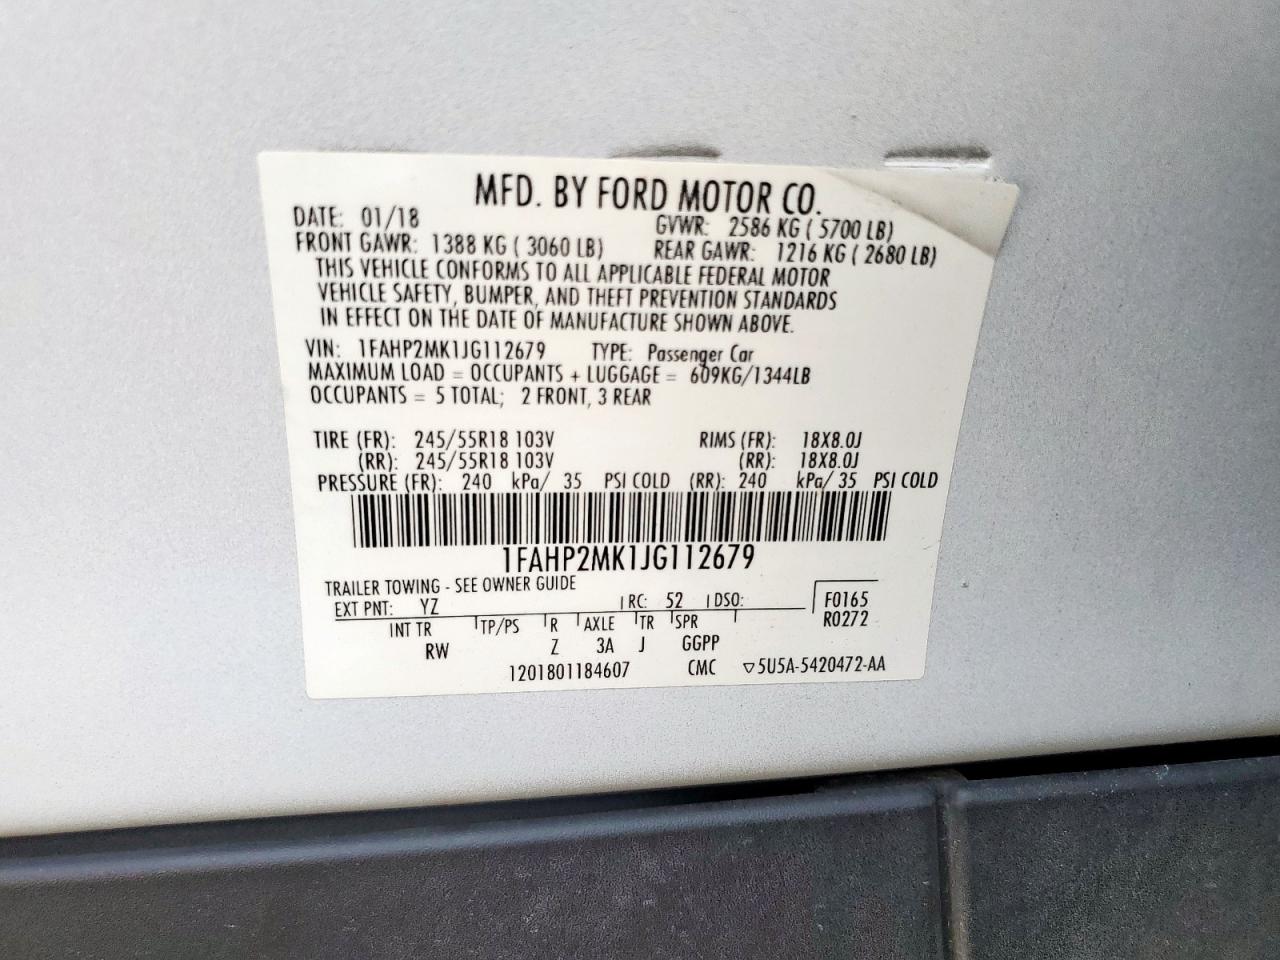 MFD. BY FORD MOTOR CO.
DATE: 01/18 GVWR: 2586 KG ( 5700 LB)
FRONT GAWR: 1388 KG ( 3060 LB) REAR GAWR: 1216 KG ( 2680 LB)
THIS VEHICLE CONFORMS TO ALL APPLICABLE FEDERAL MOTOR
VEHICLE SAFETY, BUMPER, AND THEFT PREVENTION STANDARDS
IN EFFECT ON THE DATE OF MANUFACTURE SHOWN ABOVE.
VIN: 1FAHP2MK1JG112679 TYPE: Passenger Car
MAXIMUM LOAD = OCCUPANTS + LUGGAGE = 609KG/1344LB
OCCUPANTS = 5 TOTAL; 2 FRONT, 3 REAR
TIRE (FR): 245/55R18 103V RIMS (FR): 18X8.0J
(RR): 245/55R18 103V (RR): 18X8.0J
PRESSURE (FR): 240 kPa/ 35 PSI COLD (RR): 240 kPa/ 35 PSI COLD
1FAHP2MK1JG112679
TRAILER TOWING - SEE OWNER GUIDE
EXT PNT: YZ RC: 52 DSO: F0165
INT TR TP/PS R AXLE TR SPR R0272
RW Z 3A J GGPP
1201801184607 CMC ▽5U5A-5420472-AA